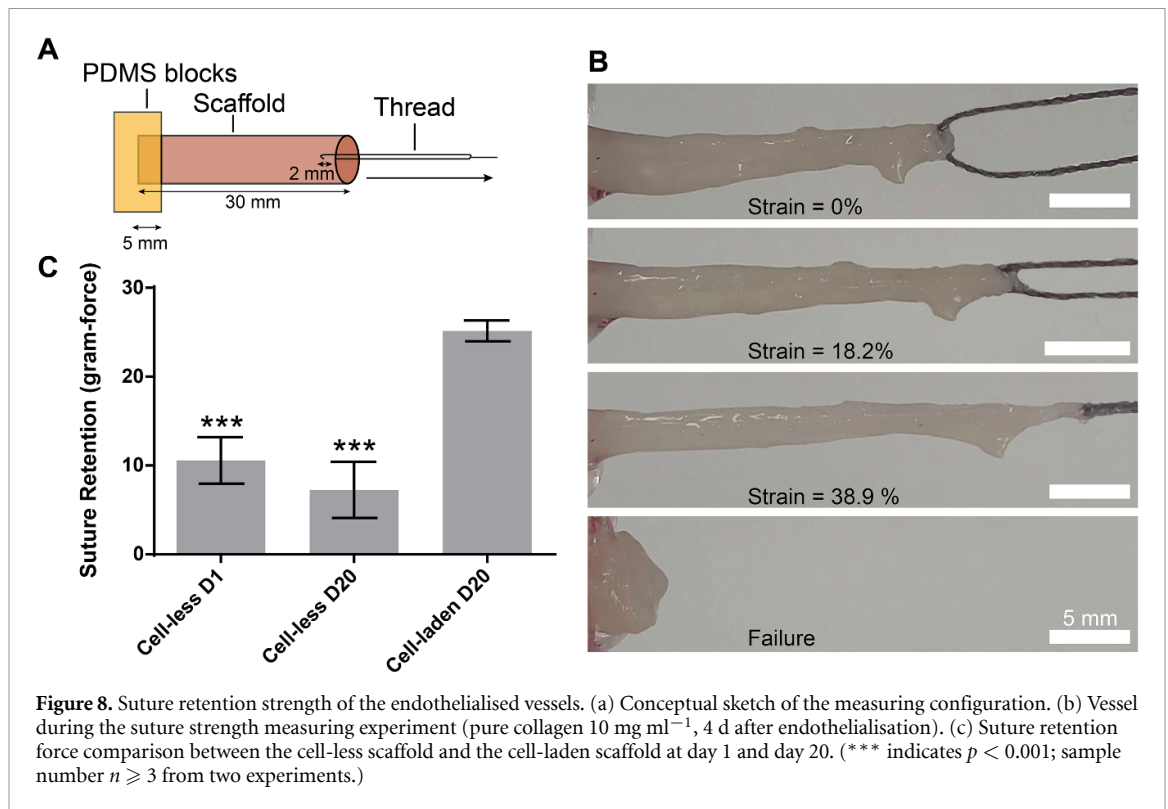 A
PDMS blocks
Scaffold
Thread
2 mm
30 mm
5 mm
B
Strain = 0%
Strain = 18.2%
Strain = 38.9 %
5 mm
Failure
C
Suture Retention (gram-force)
30
20
10
0
***
***
Cell-less D1
Cell-less D20
Cell-laden D20
Figure 8. Suture retention strength of the endothelialised vessels. (a) Conceptual sketch of the measuring configuration. (b) Vessel
during the suture strength measuring experiment (pure collagen 10 mg ml⁻¹, 4 d after endothelialisation). (c) Suture retention
force comparison between the cell-less scaffold and the cell-laden scaffold at day 1 and day 20. (*** indicates p < 0.001; sample
number n ⩾ 3 from two experiments.)